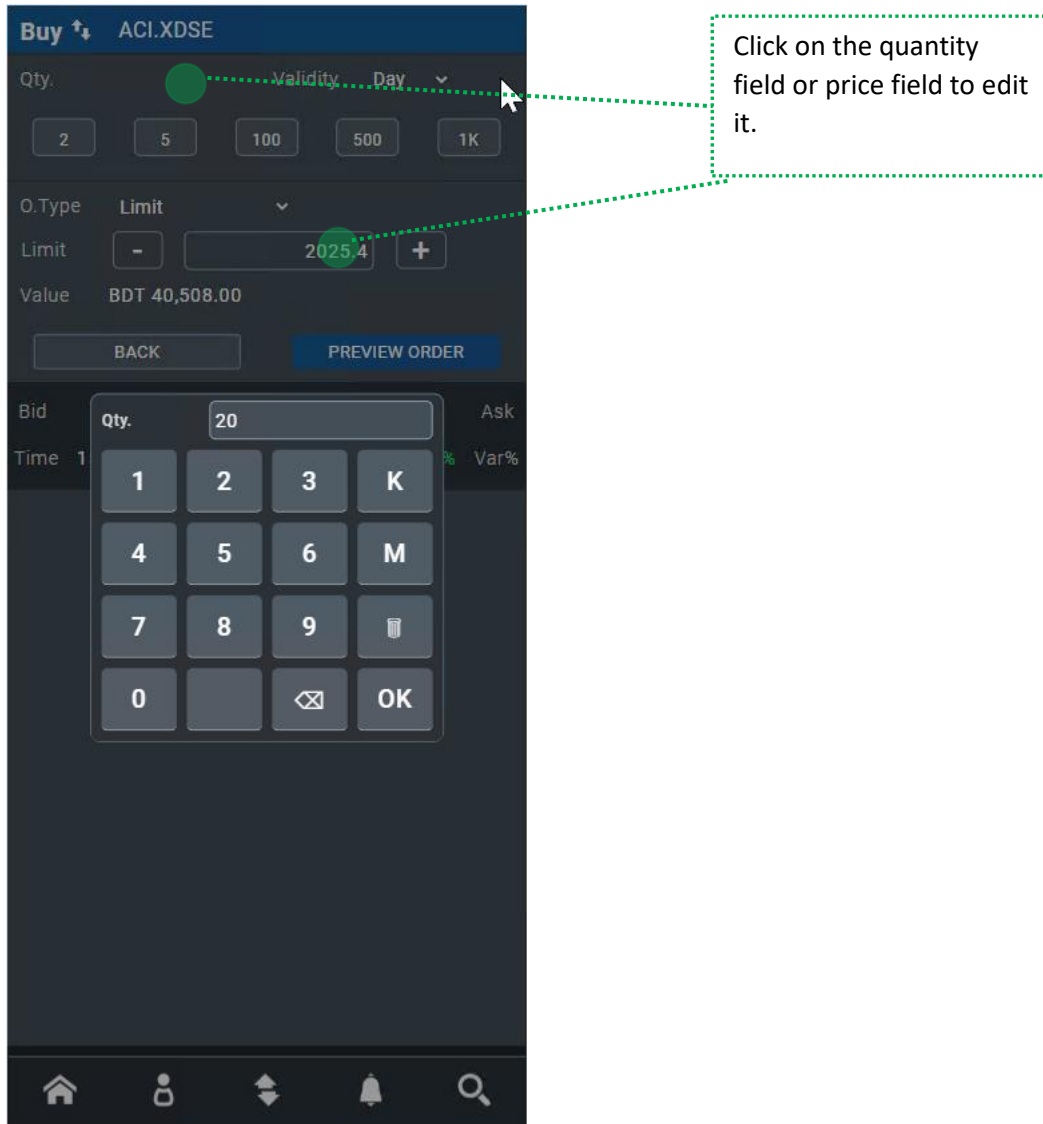 Buy ACI.XDSE
Qty. Validity Day
2 5 100 500 1K
O.Type Limit
Limit - 2025.4 +
Value BDT 40,508.00
BACK PREVIEW ORDER
Bid Ask
Time 1 % Var%
Qty. 20
1 2 3 K
4 5 6 M
7 8 9
0 OK
Click on the quantity
field or price field to edit
it.